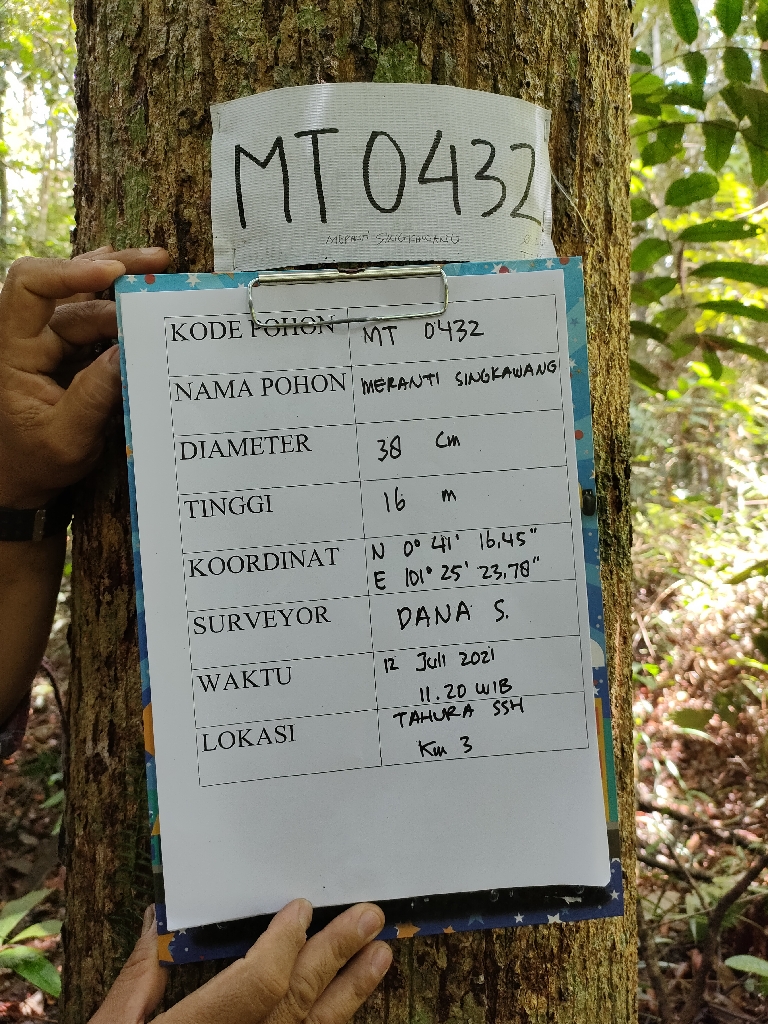 MT 0432
MERANTI SINGKAWANG
KODE POHON MT 0432
NAMA POHON MERANTI SINGKAWANG
DIAMETER 38 cm
TINGGI 16 m
KOORDINAT N 0° 41' 16,45"
E 101° 25' 23,78"
SURVEYOR DANA S.
WAKTU 12 Juli 2021
11.20 WIB
LOKASI TAHURA SSH
Km 3